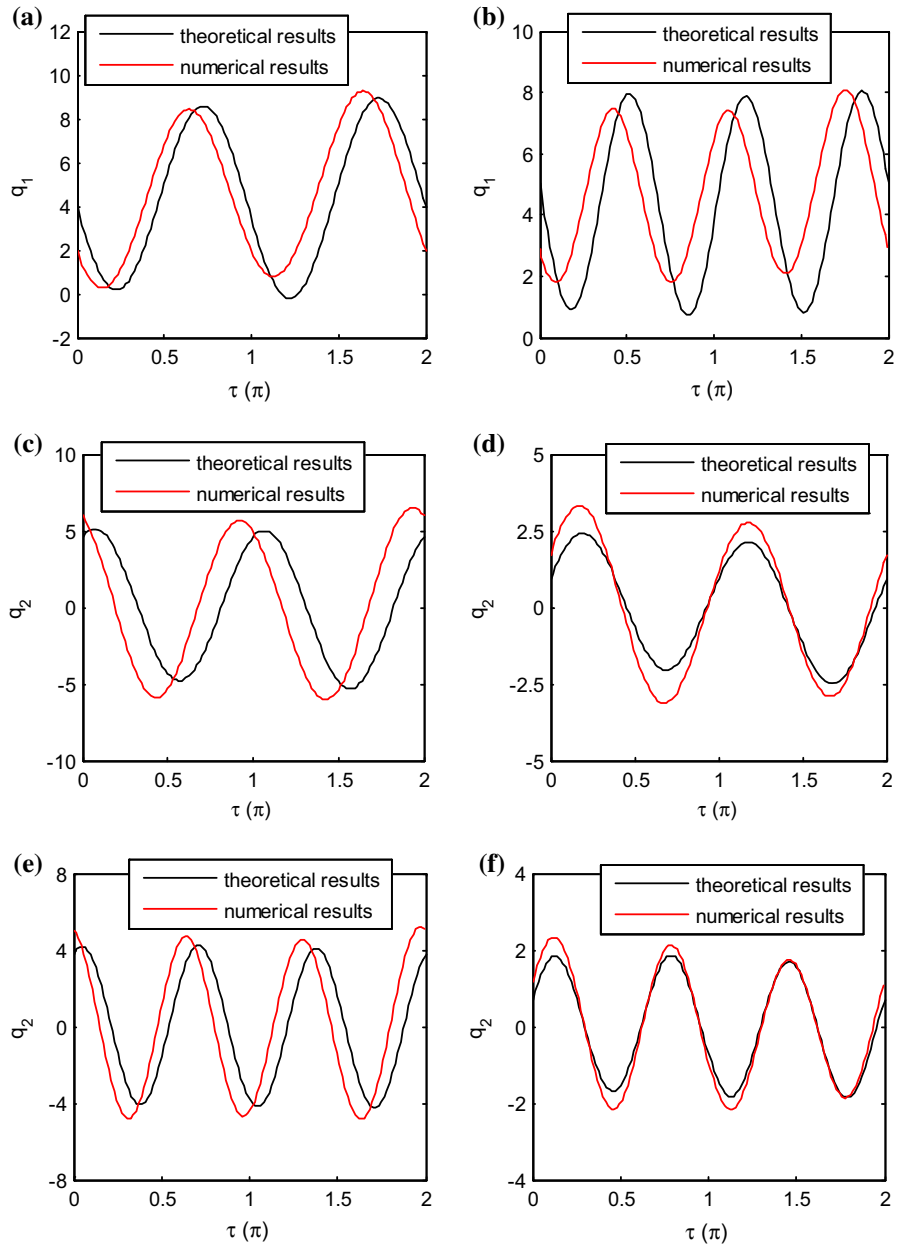 (a)
12
theoretical results
numerical results
10
8
6
4
2
0
-2
q1
0 0.5 1 1.5 2
τ (π)
(b)
10
theoretical results
numerical results
8
6
4
2
0
q1
0 0.5 1 1.5 2
τ (π)
(c)
10
theoretical results
numerical results
5
0
-5
-10
q2
0 0.5 1 1.5 2
τ (π)
(d)
5
theoretical results
numerical results
2.5
0
-2.5
-5
q2
0 0.5 1 1.5 2
τ (π)
(e)
8
theoretical results
numerical results
4
0
-4
-8
q2
0 0.5 1 1.5 2
τ (π)
(f)
4
theoretical results
numerical results
2
0
-2
-4
q2
0 0.5 1 1.5 2
τ (π)